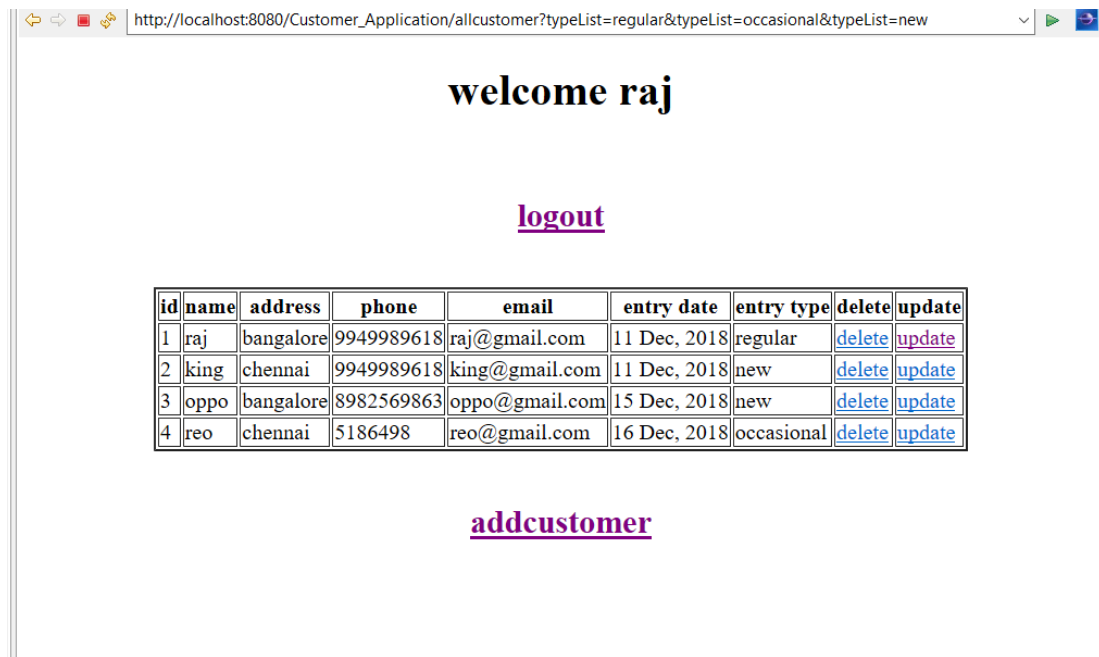 http://localhost:8080/Customer_Application/allcustomer?typeList=regular&typeList=occasional&typeList=new
welcome raj
logout
id name address phone email entry date entry type delete update
1 raj bangalore 9949989618 raj@gmail.com 11 Dec, 2018 regular delete update
2 king chennai 9949989618 king@gmail.com 11 Dec, 2018 new delete update
3 oppo bangalore 8982569863 oppo@gmail.com 15 Dec, 2018 new delete update
4 reo chennai 5186498 reo@gmail.com 16 Dec, 2018 occasional delete update
addcustomer